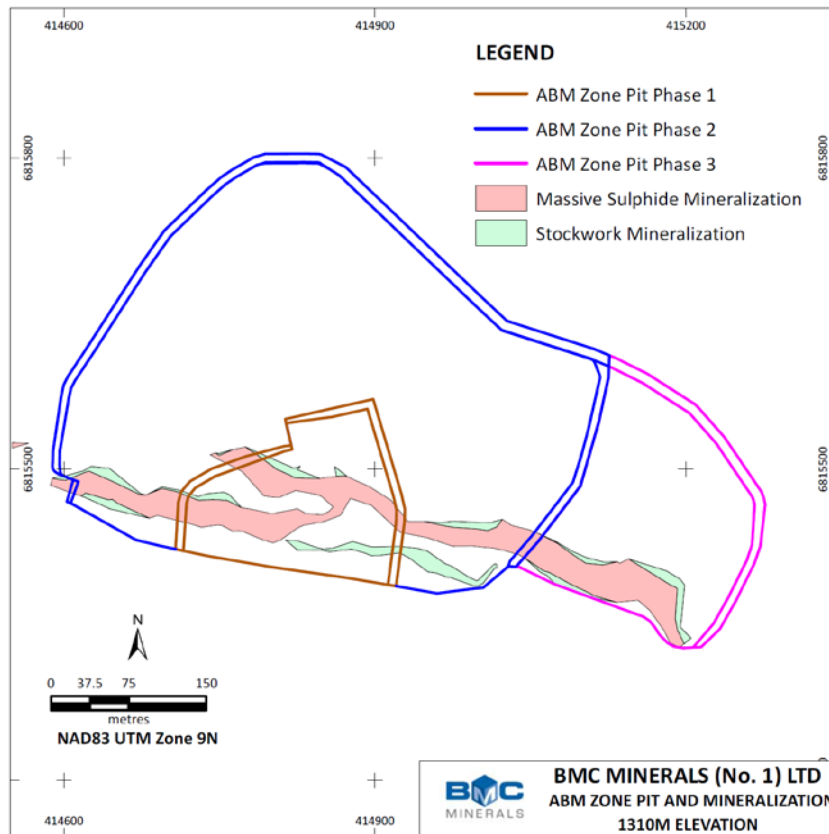 414600
414900
415200
LEGEND
ABM Zone Pit Phase 1
ABM Zone Pit Phase 2
ABM Zone Pit Phase 3
Massive Sulphide Mineralization
Stockwork Mineralization
6815800
6815800
6815500
6815500
N
0 37.5 75 150
metres
NAD83 UTM Zone 9N
BMC
MINERALS
BMC MINERALS (No. 1) LTD
ABM ZONE PIT AND MINERALIZATION
1310M ELEVATION
414600
414900